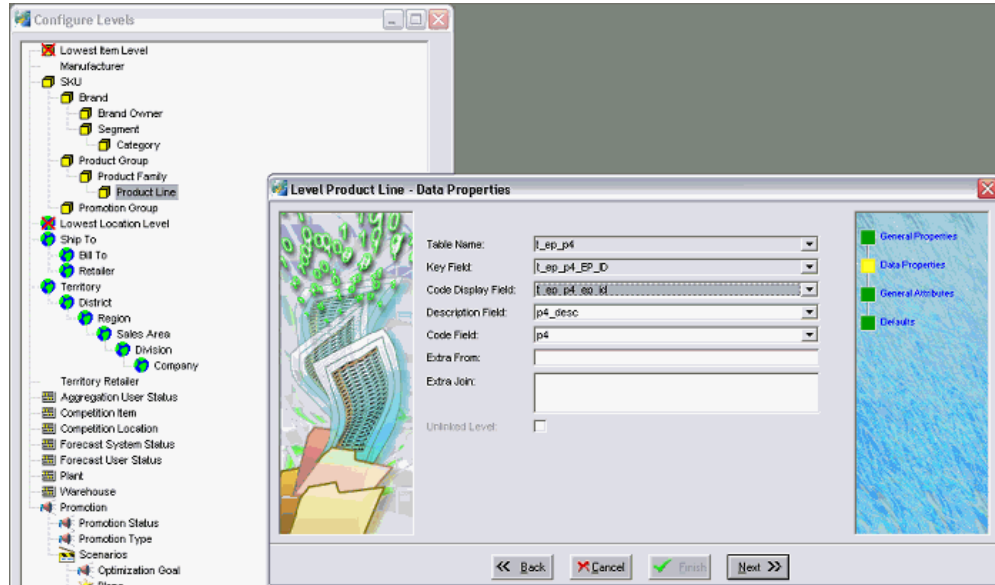 Configure Levels
Lowest Item Level
Manufacturer
SKU
Brand
Brand Owner
Segment
Category
Product Group
Product Family
Product Line
Promotion Group
Lowest Location Level
Ship To
Bill To
Retailer
Territory
District
Region
Sales Area
Division
Company
Territory Retailer
Aggregation User Status
Competition Item
Competition Location
Forecast System Status
Forecast User Status
Plant
Warehouse
Promotion
Promotion Status
Promotion Type
Scenarios
Optimization Goal
Level Product Line - Data Properties
Table Name: t_ep_p4
Key Field: t_ep_p4_EP_ID
Code Display Field: t_ep_p4_ep_id
Description Field: p4_desc
Code Field: p4
Extra From:
Extra Join:
Unlinked Level:
General Properties
Data Properties
General Attributes
Defaults
Back Cancel Finish Next